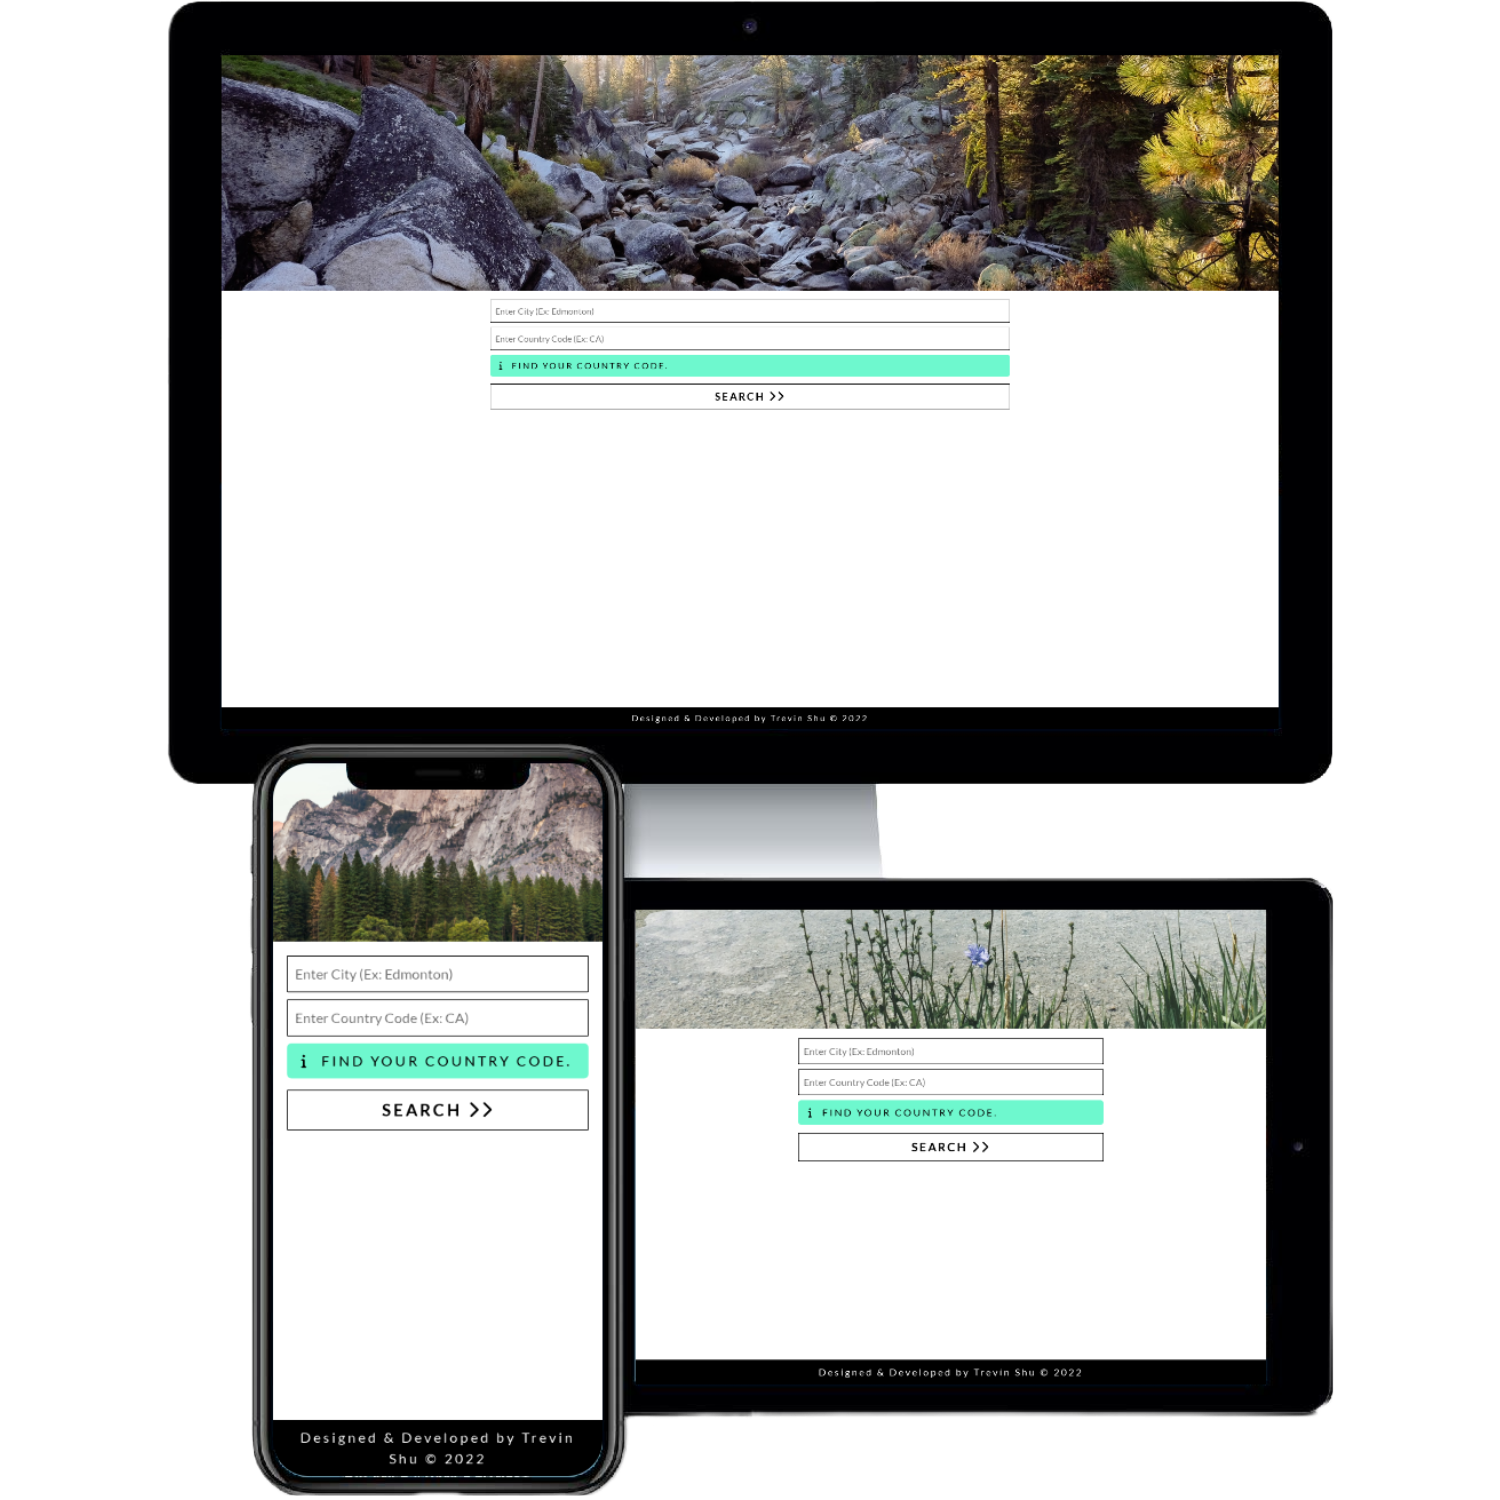 Enter City (Ex: Edmonton)
Enter Country Code (Ex: CA)
i FIND YOUR COUNTRY CODE.
SEARCH >>
Designed & Developed by Trevin Shu © 2022
Enter City (Ex: Edmonton)
Enter Country Code (Ex: CA)
i FIND YOUR COUNTRY CODE.
SEARCH >>
Designed & Developed by Trevin
Shu © 2022
Enter City (Ex: Edmonton)
Enter Country Code (Ex: CA)
i FIND YOUR COUNTRY CODE.
SEARCH >>
Designed & Developed by Trevin Shu © 2022